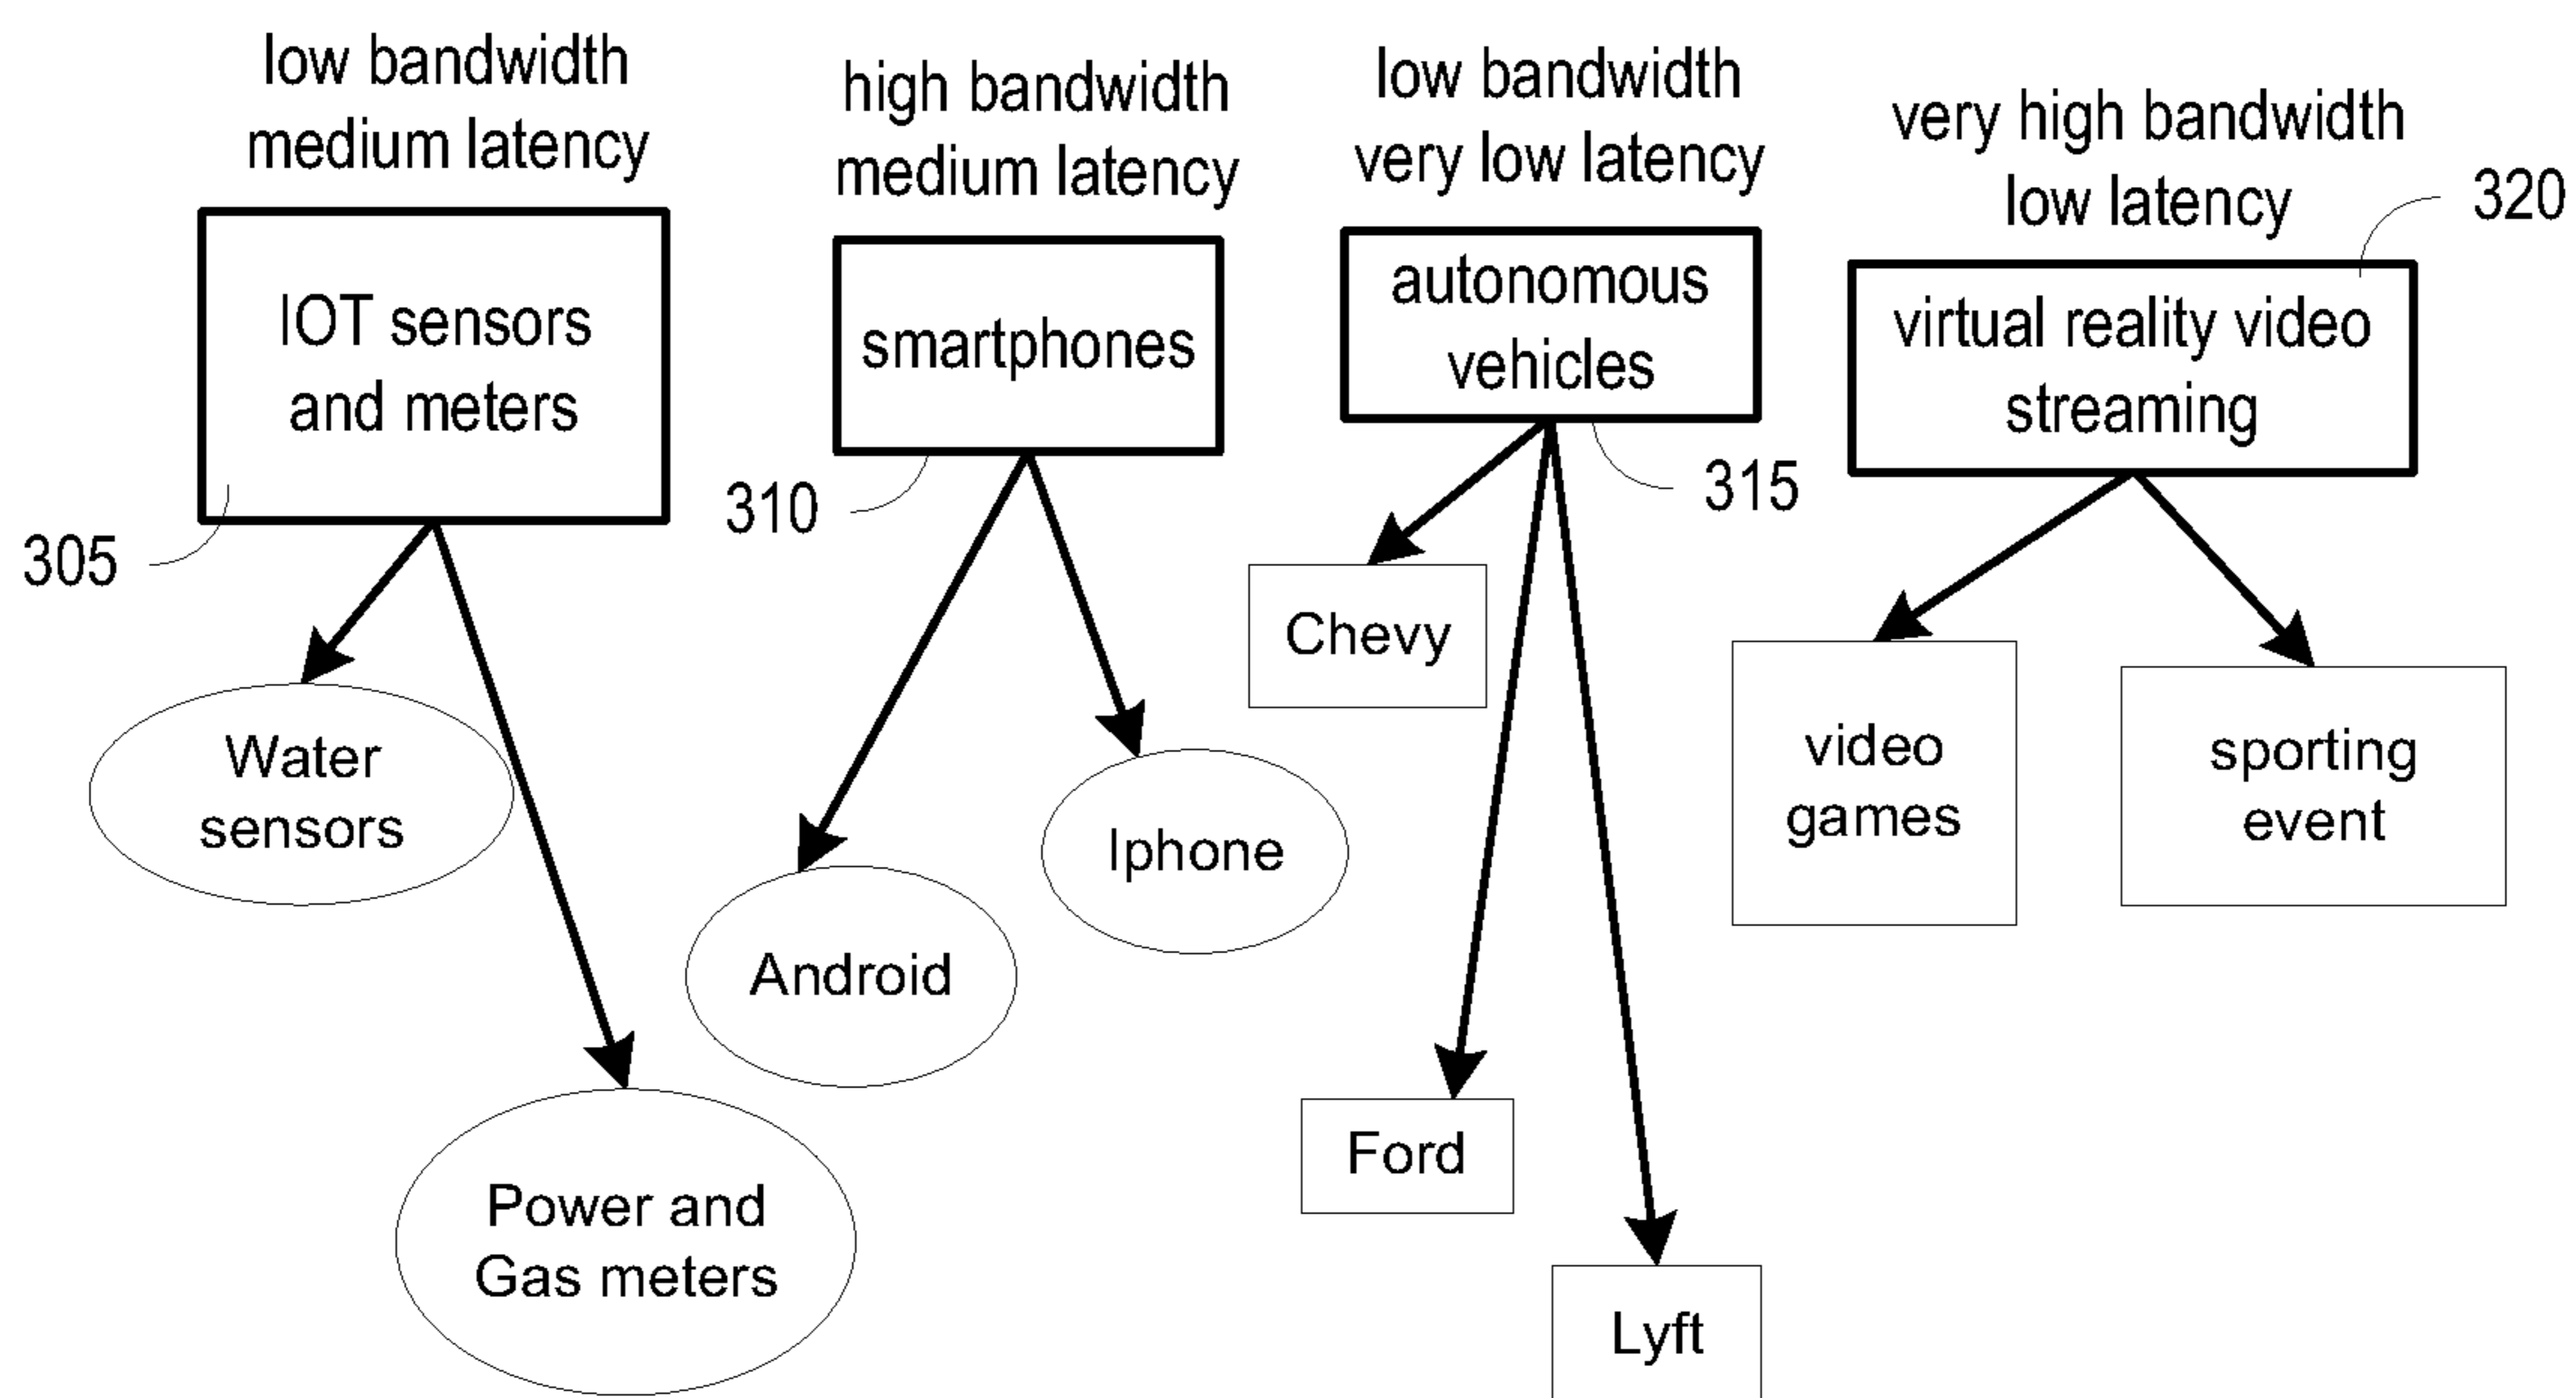 low bandwidth
medium latency
high bandwidth
medium latency
low bandwidth
very low latency
very high bandwidth
low latency
320
IOT sensors
and meters
smartphones
autonomous
vehicles
virtual reality video
streaming
305
310
315
Water
sensors
Power and
Gas meters
Android
Iphone
Chevy
Ford
Lyft
video
games
sporting
event